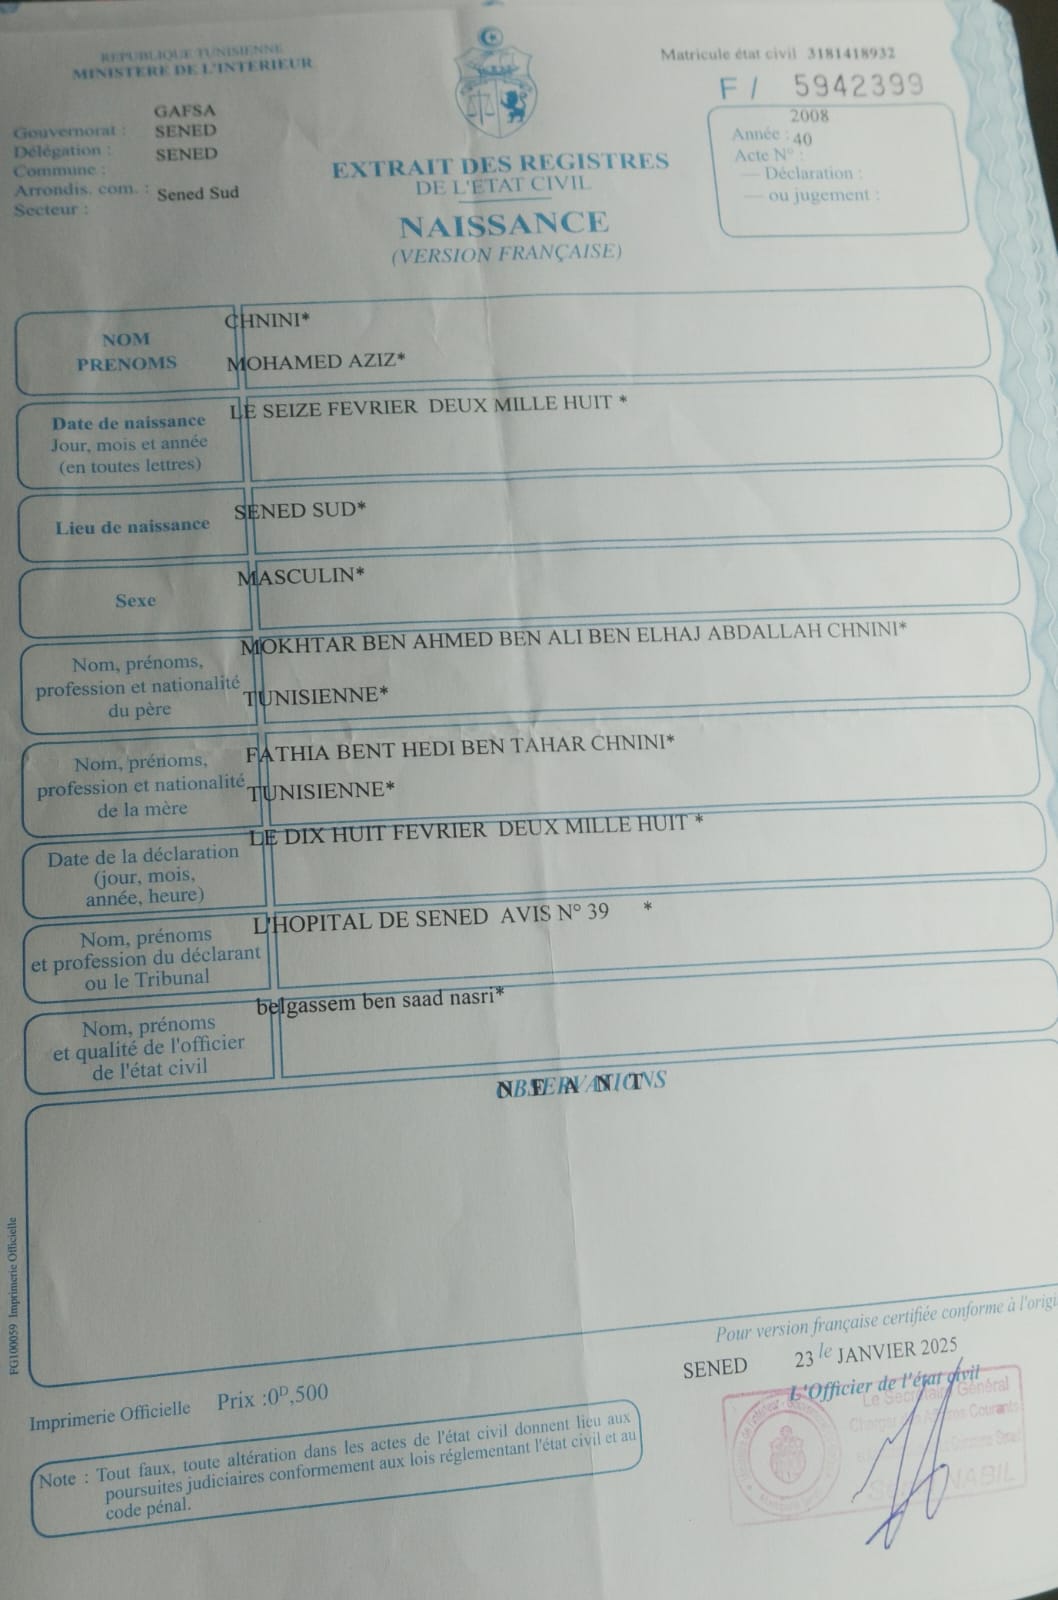 REPUBLIQUE TUNISIENNE
MINISTERE DE L'INTERIEUR
Matricule état civil 3181418932
F / 5942399
GAFSA
Gouvernorat : SENED
Délégation : SENED
Commune :
Arrondis. com. : Sened Sud
Secteur :
2008
Année : 40
Acte N° :
— Déclaration :
— ou jugement :
EXTRAIT DES REGISTRES
DE L'ETAT CIVIL
NAISSANCE
(VERSION FRANÇAISE)
NOM
PRENOMS
CHNINI*
MOHAMED AZIZ*
Date de naissance
Jour, mois et année
(en toutes lettres)
LE SEIZE FEVRIER DEUX MILLE HUIT *
Lieu de naissance
SENED SUD*
Sexe
MASCULIN*
Nom, prénoms,
profession et nationalité
du père
MOKHTAR BEN AHMED BEN ALI BEN ELHAJ ABDALLAH CHNINI*
TUNISIENNE*
Nom, prénoms,
profession et nationalité
de la mère
FATHIA BENT HEDI BEN TAHAR CHNINI*
TUNISIENNE*
Date de la déclaration
(jour, mois,
année, heure)
LE DIX HUIT FEVRIER DEUX MILLE HUIT *
Nom, prénoms
et profession du déclarant
ou le Tribunal
L'HOPITAL DE SENED AVIS N° 39 *
Nom, prénoms
et qualité de l'officier
de l'état civil
belgassem ben saad nasri*
OBSERVATIONS
N E A N T
FG100059 Imprimerie Officielle
Pour version française certifiée conforme à l'origi
SENED 23 le JANVIER 2025
L'Officier de l'état civil
Le Secrétaire Général
NABIL
Imprimerie Officielle Prix :0D,500
Note : Tout faux, toute altération dans les actes de l'état civil donnent lieu aux
poursuites judiciaires conformement aux lois réglementant l'état civil et au
code pénal.